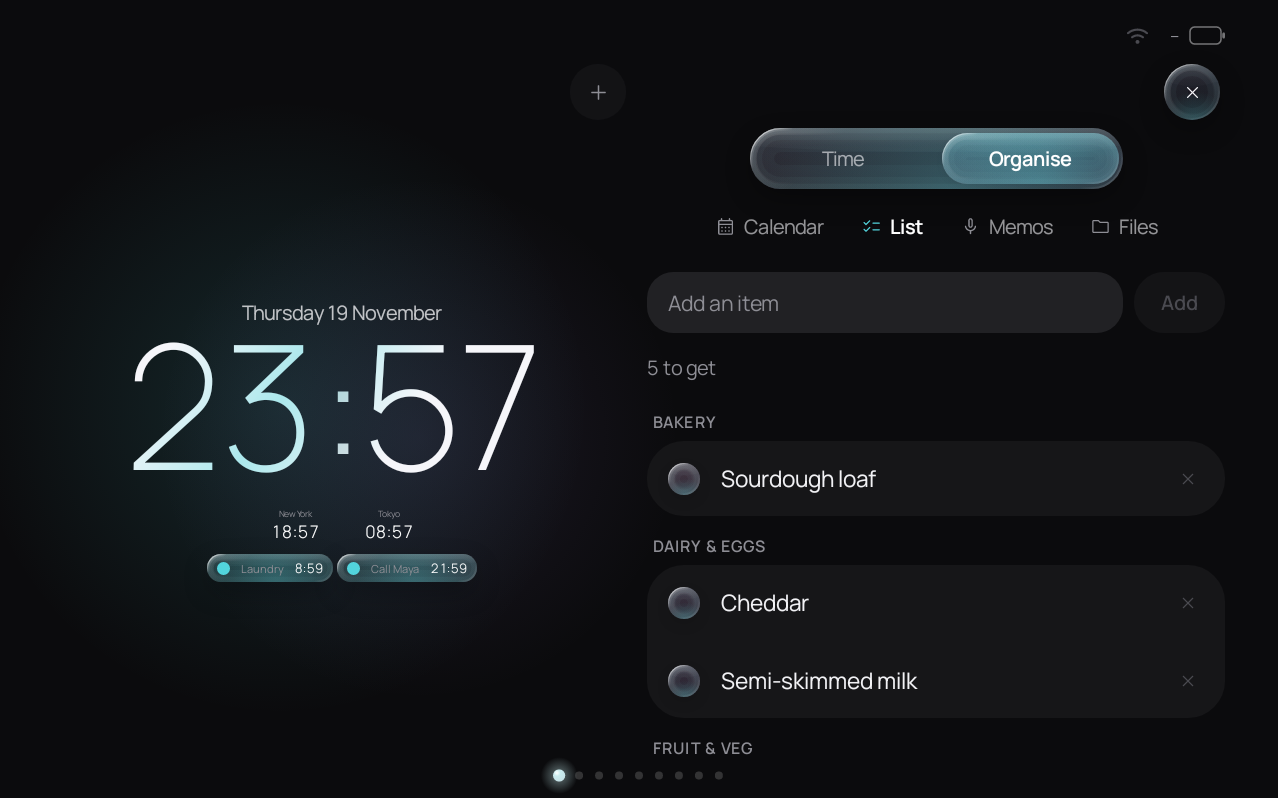 –
Time Organise
Calendar List Memos Files
Add an item Add
5 to get
BAKERY
Sourdough loaf
DAIRY & EGGS
Cheddar
Semi-skimmed milk
FRUIT & VEG
Thursday 19 November
23:57
New York Tokyo
18:57 08:57
Laundry 8:59 Call Maya 21:59